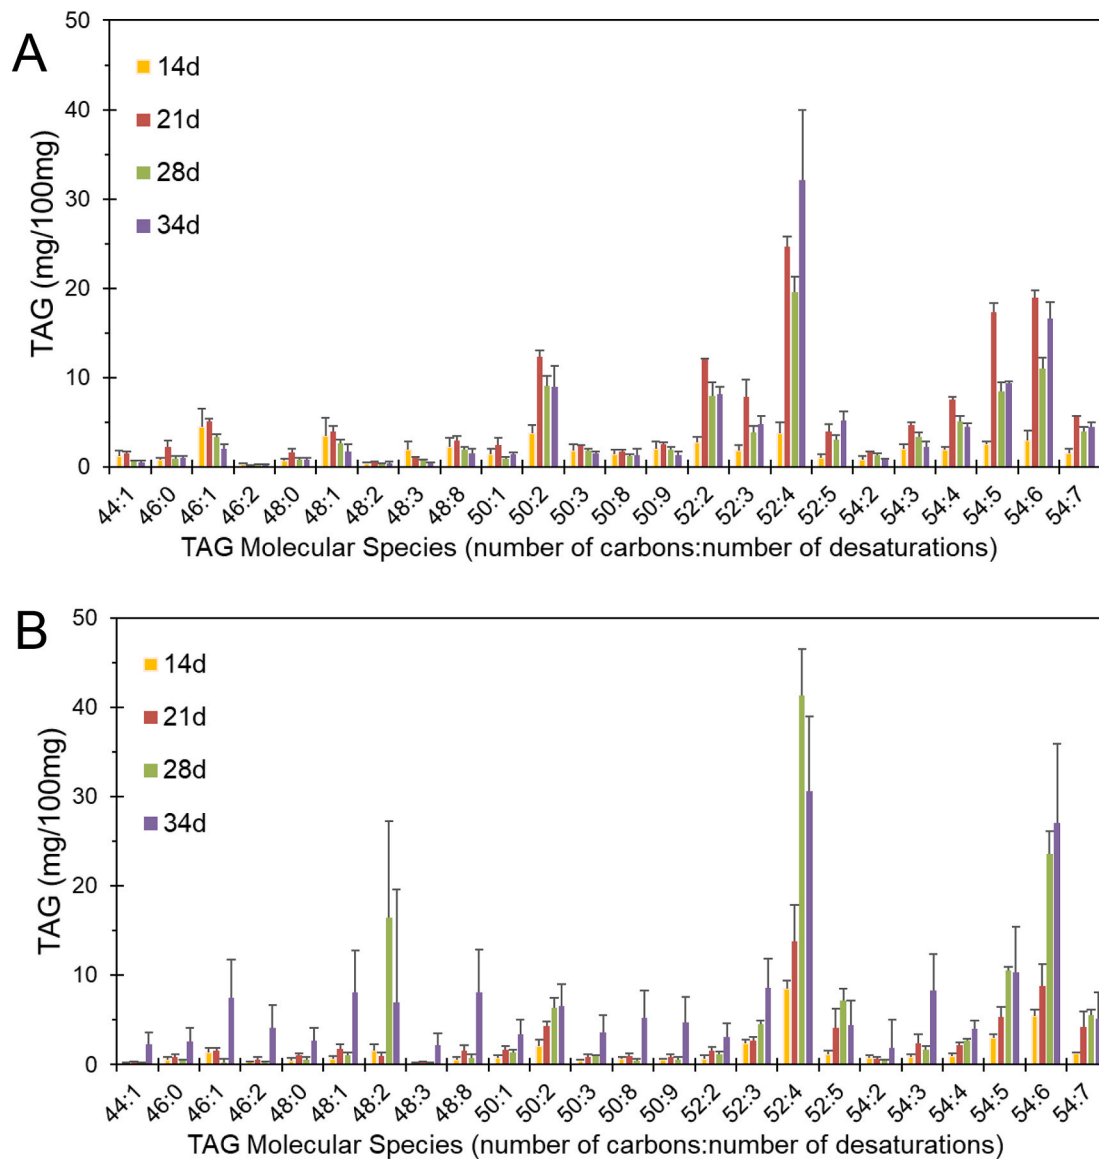 A
50
40
30
20
10
0
TAG (mg/100mg)
14d
21d
28d
34d
44:1 46:0 46:1 46:2 48:0 48:1 48:2 48:3 48:8 50:1 50:2 50:3 50:8 50:9 52:2 52:3 52:4 52:5 54:2 54:3 54:4 54:5 54:6 54:7
TAG Molecular Species (number of carbons:number of desaturations)
B
50
40
30
20
10
0
TAG (mg/100mg)
14d
21d
28d
34d
44:1 46:0 46:1 46:2 48:0 48:1 48:2 48:3 48:8 50:1 50:2 50:3 50:8 50:9 52:2 52:3 52:4 52:5 54:2 54:3 54:4 54:5 54:6 54:7
TAG Molecular Species (number of carbons:number of desaturations)